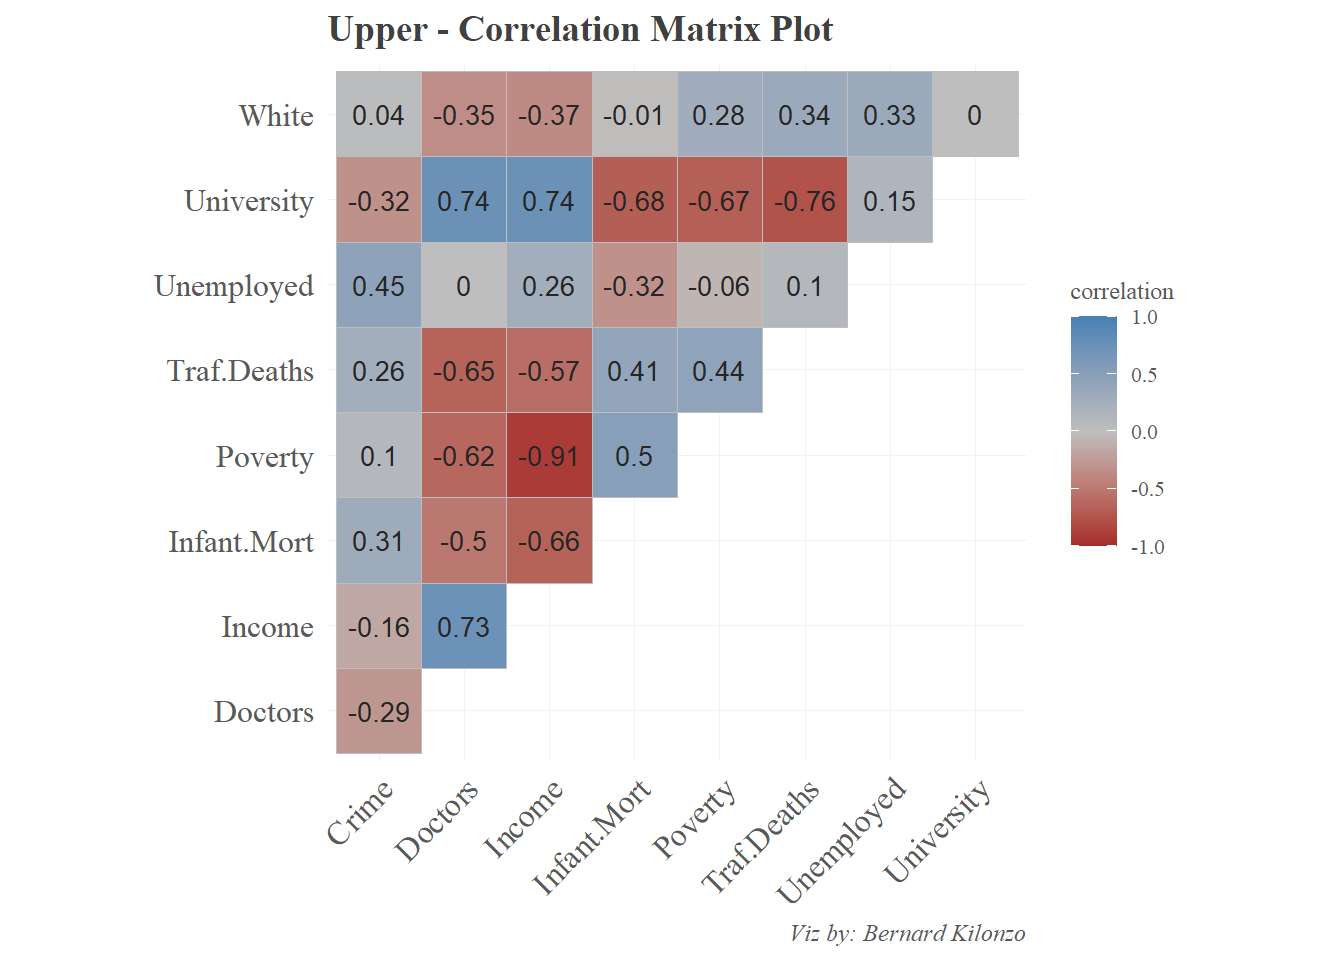 Upper - Correlation Matrix Plot
White 0.04 -0.35 -0.37 -0.01 0.28 0.34 0.33 0
University -0.32 0.74 0.74 -0.68 -0.67 -0.76 0.15
Unemployed 0.45 0 0.26 -0.32 -0.06 0.1
Traf.Deaths 0.26 -0.65 -0.57 0.41 0.44
Poverty 0.1 -0.62 -0.91 0.5
Infant.Mort 0.31 -0.5 -0.66
Income -0.16 0.73
Doctors -0.29
Crime Doctors Income Infant.Mort Poverty Traf.Deaths Unemployed University
correlation
1.0
0.5
0.0
-0.5
-1.0
Viz by: Bernard Kilonzo